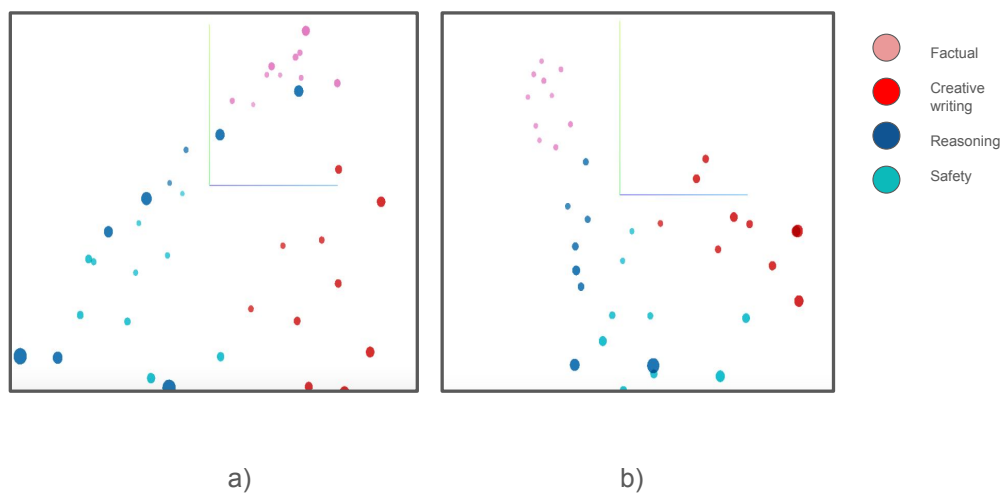 Factual
Creative
writing
Reasoning
Safety
a)
b)